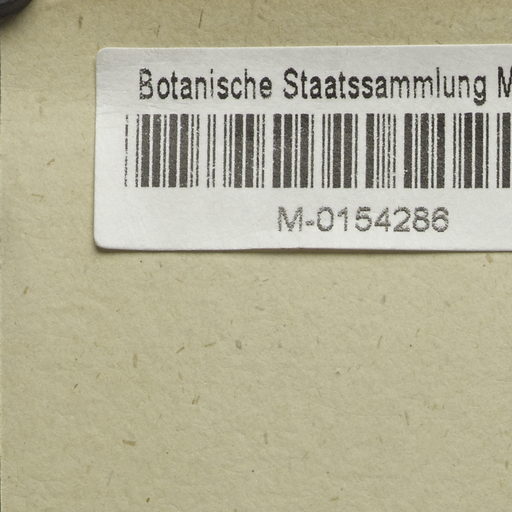 Botanische Staatssammlung M
M-0154286